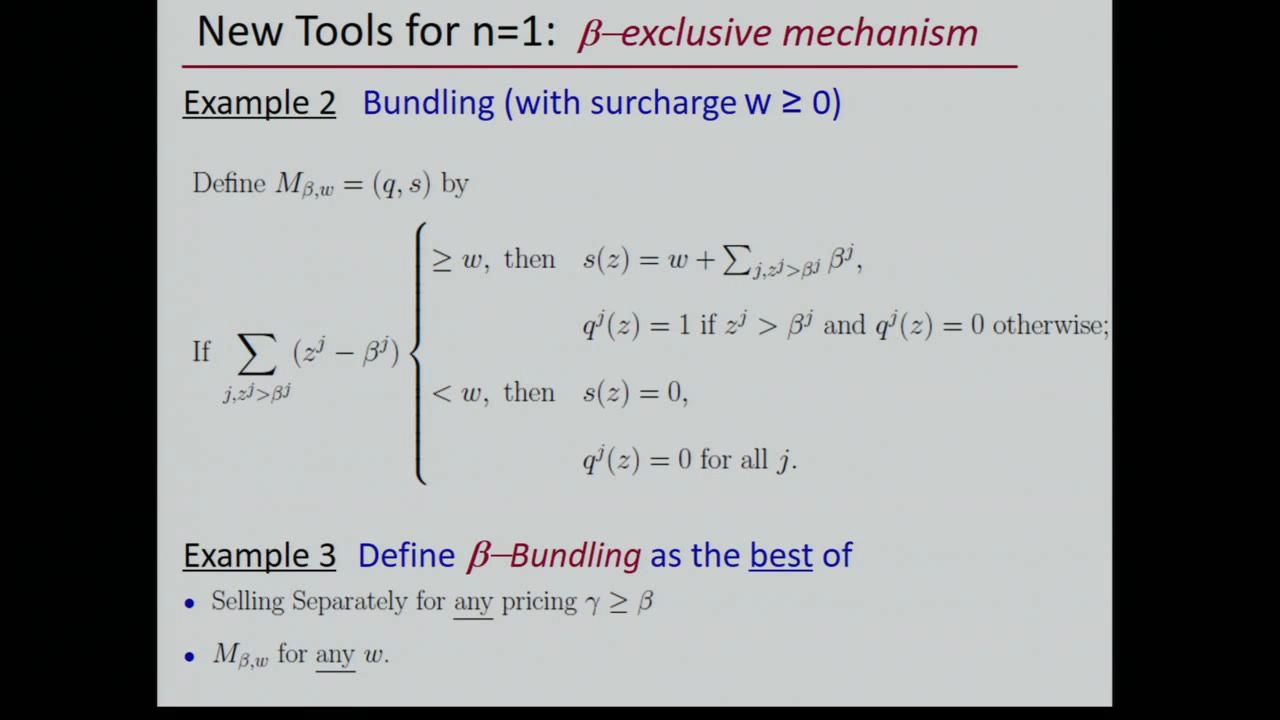 New Tools for n=1: β–exclusive mechanism
Example 2 Bundling (with surcharge w ≥ 0)
Define M_{β,w} = (q, s) by
≥ w, then s(z) = w + ∑_{j,z^j>β^j} β^j,
q^j(z) = 1 if z^j > β^j and q^j(z) = 0 otherwise;
If ∑_{j,z^j>β^j} (z^j − β^j)
< w, then s(z) = 0,
q^j(z) = 0 for all j.
Example 3 Define β–Bundling as the best of
• Selling Separately for any pricing γ ≥ β
• M_{β,w} for any w.